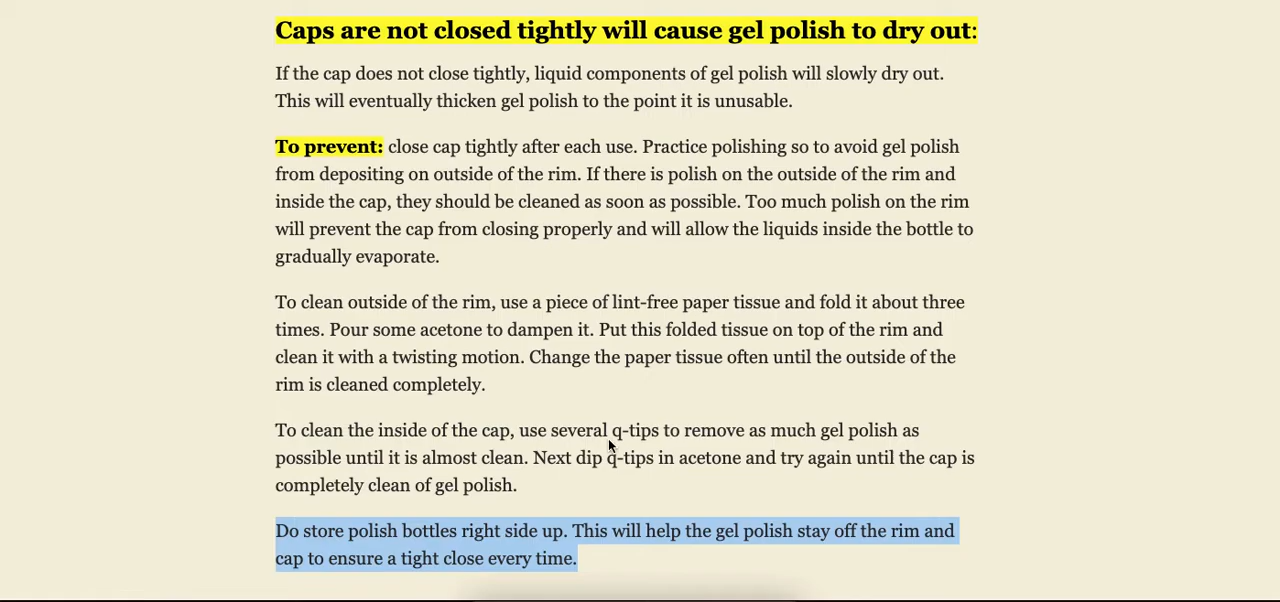 Caps are not closed tightly will cause gel polish to dry out:
If the cap does not close tightly, liquid components of gel polish will slowly dry out.
This will eventually thicken gel polish to the point it is unusable.
To prevent: close cap tightly after each use. Practice polishing so to avoid gel polish
from depositing on outside of the rim. If there is polish on the outside of the rim and
inside the cap, they should be cleaned as soon as possible. Too much polish on the rim
will prevent the cap from closing properly and will allow the liquids inside the bottle to
gradually evaporate.
To clean outside of the rim, use a piece of lint-free paper tissue and fold it about three
times. Pour some acetone to dampen it. Put this folded tissue on top of the rim and
clean it with a twisting motion. Change the paper tissue often until the outside of the
rim is cleaned completely.
To clean the inside of the cap, use several q-tips to remove as much gel polish as
possible until it is almost clean. Next dip q-tips in acetone and try again until the cap is
completely clean of gel polish.
Do store polish bottles right side up. This will help the gel polish stay off the rim and
cap to ensure a tight close every time.